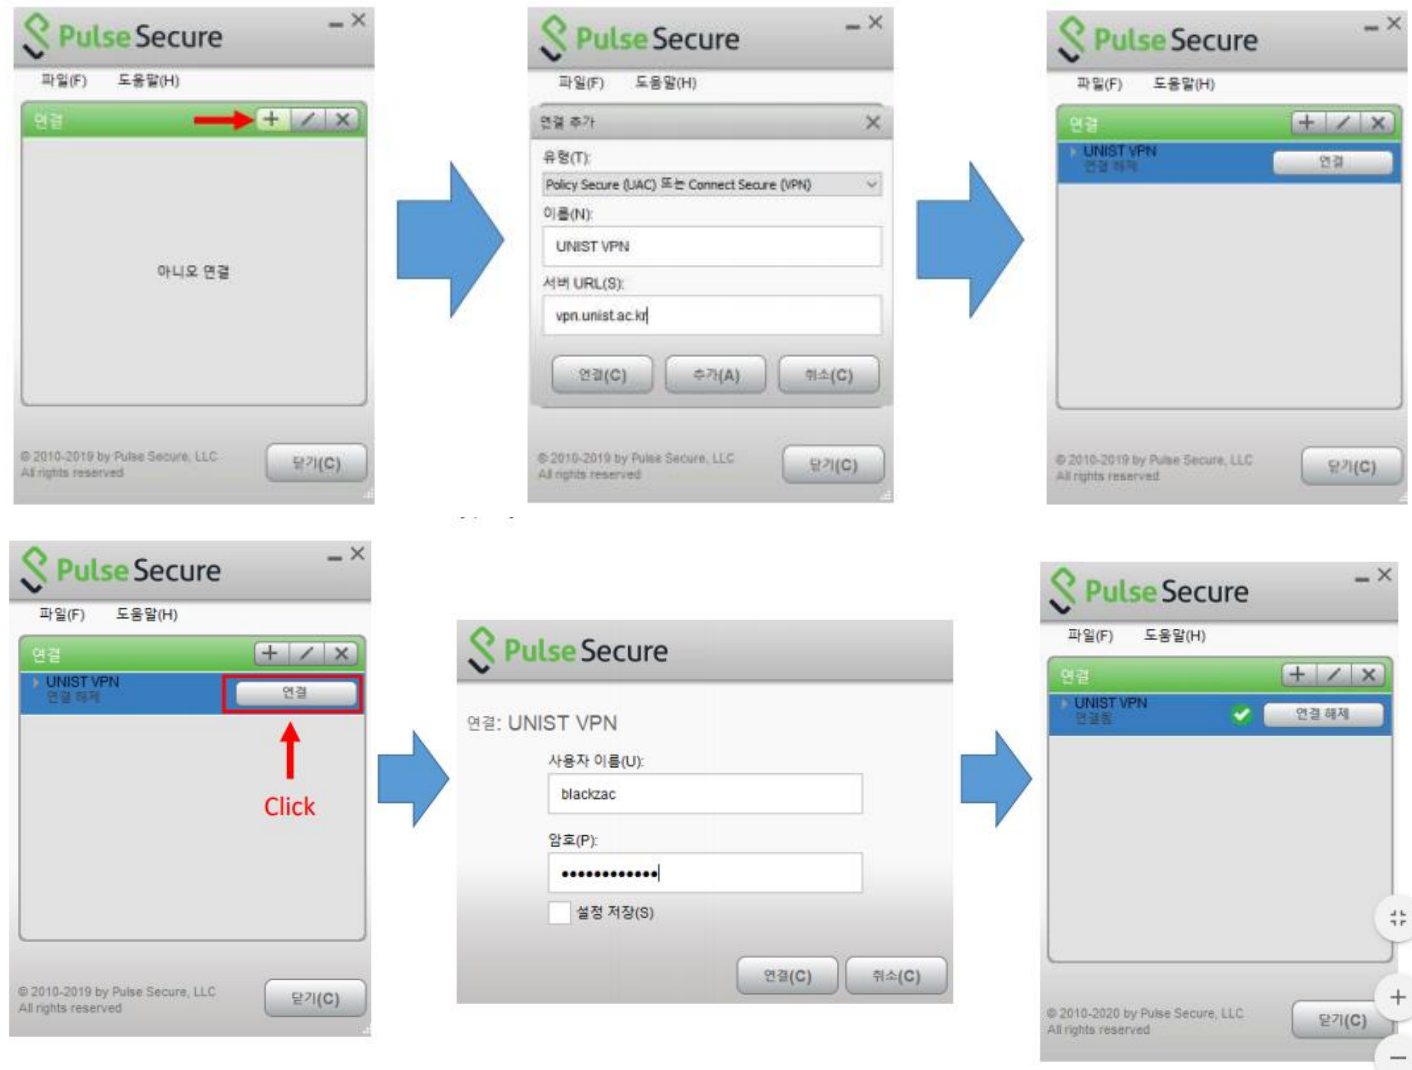 Pulse Secure
파일(F) 도움말(H)
연결
아니오 연결
© 2010-2019 by Pulse Secure, LLC
All rights reserved
닫기(C)
Pulse Secure
파일(F) 도움말(H)
연결 추가
유형(T):
Policy Secure (UAC) 또는 Connect Secure (VPN)
이름(N):
UNIST VPN
서버 URL(S):
vpn.unist.ac.kr
연결(C) 추가(A) 취소(C)
© 2010-2019 by Pulse Secure, LLC
All rights reserved
닫기(C)
Pulse Secure
파일(F) 도움말(H)
연결
UNIST VPN
연결 해제
연결
© 2010-2019 by Pulse Secure, LLC
All rights reserved
닫기(C)
Pulse Secure
파일(F) 도움말(H)
연결
UNIST VPN
연결 해제
연결
Click
© 2010-2019 by Pulse Secure, LLC
All rights reserved
닫기(C)
Pulse Secure
연결: UNIST VPN
사용자 이름(U):
blackzac
암호(P):
설정 저장(S)
연결(C) 취소(C)
Pulse Secure
파일(F) 도움말(H)
연결
UNIST VPN
연결됨
연결 해제
© 2010-2020 by Pulse Secure, LLC
All rights reserved
닫기(C)